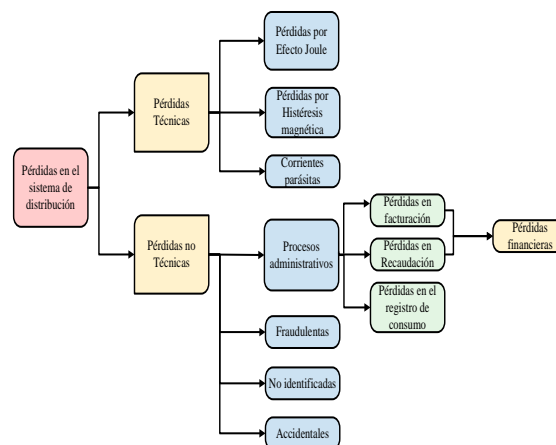 Pérdidas en el
sistema de
distribución
Pérdidas
Técnicas
Pérdidas por
Efecto Joule
Pérdidas por
Histéresis
magnética
Corrientes
parásitas
Pérdidas no
Técnicas
Procesos
administrativos
Pérdidas en
facturación
Pérdidas en
Recaudación
Pérdidas en el
registro de
consumo
Pérdidas
financieras
Fraudulentas
No identificadas
Accidentales